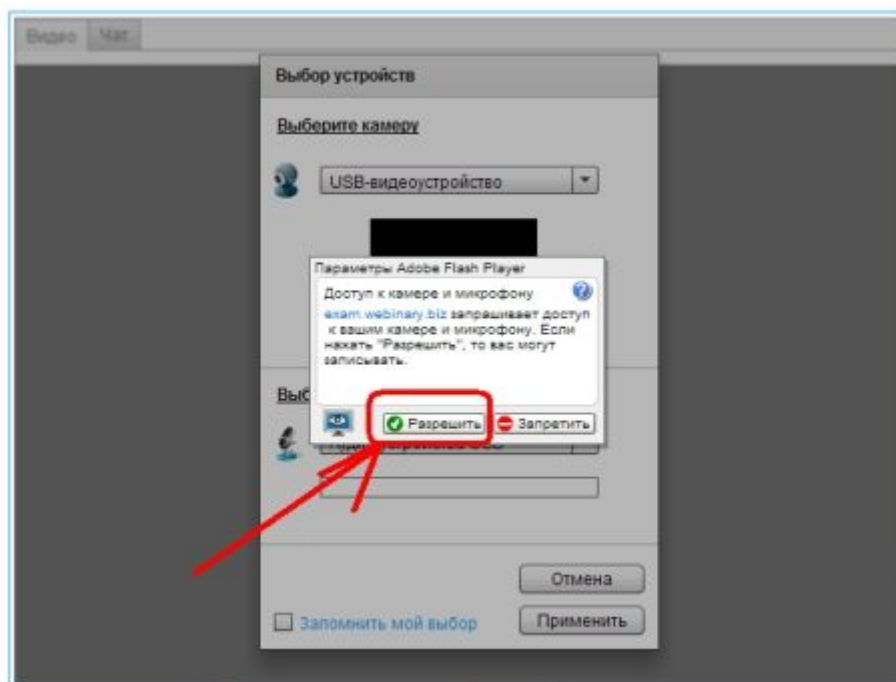 Видео Чат
Выбор устройств
Выберите камеру
USB-видеоустройство
Параметры Adobe Flash Player
Доступ к камере и микрофону
exam.webinary.biz запрашивает доступ
к вашим камере и микрофону. Если
нажать "Разрешить", то вас могут
записывать.
Разрешить Запретить
Отмена
Запомнить мой выбор Применить